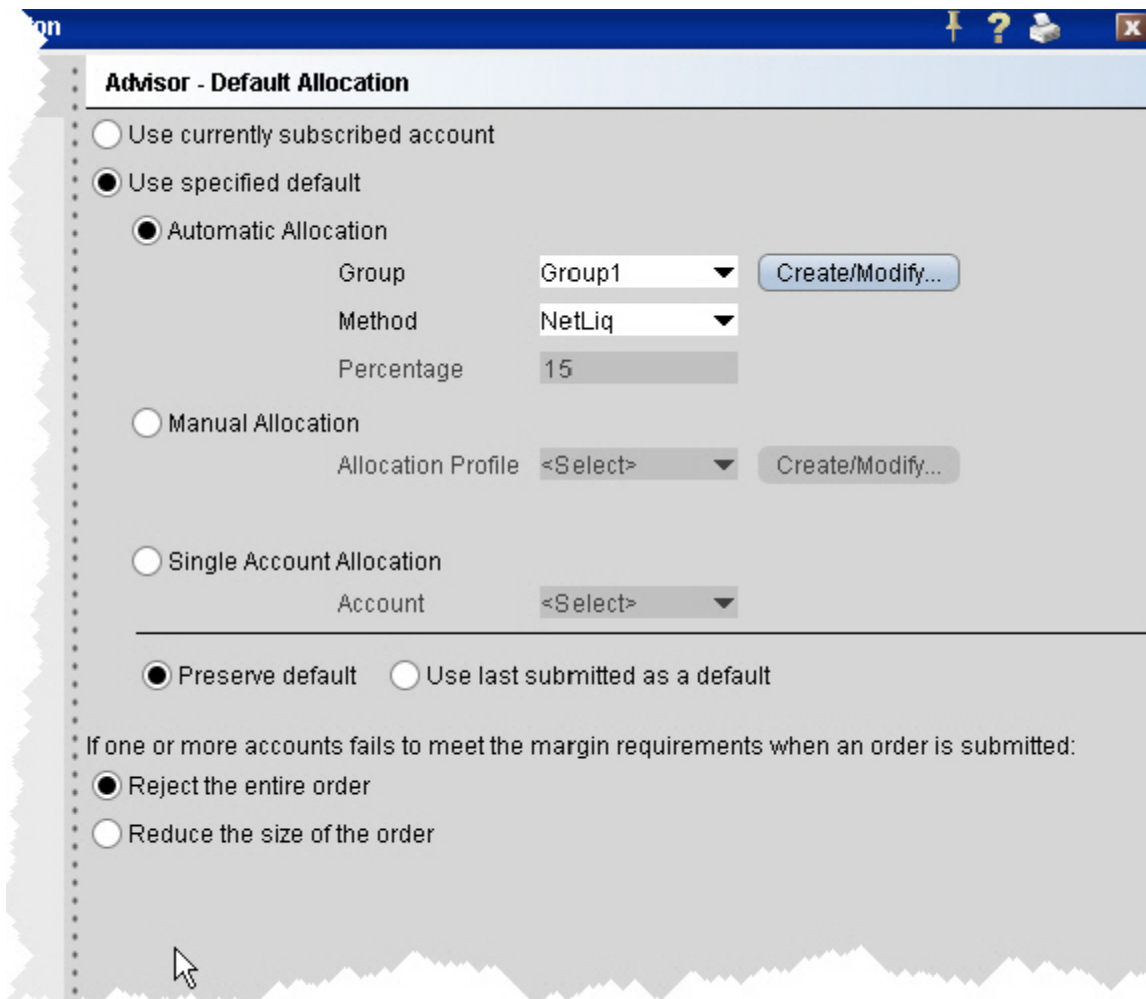 Advisor - Default Allocation
Use currently subscribed account
Use specified default
Automatic Allocation
Group Group1 Create/Modify...
Method NetLiq
Percentage 15
Manual Allocation
Allocation Profile <Select> Create/Modify...
Single Account Allocation
Account <Select>
Preserve default Use last submitted as a default
If one or more accounts fails to meet the margin requirements when an order is submitted:
Reject the entire order
Reduce the size of the order